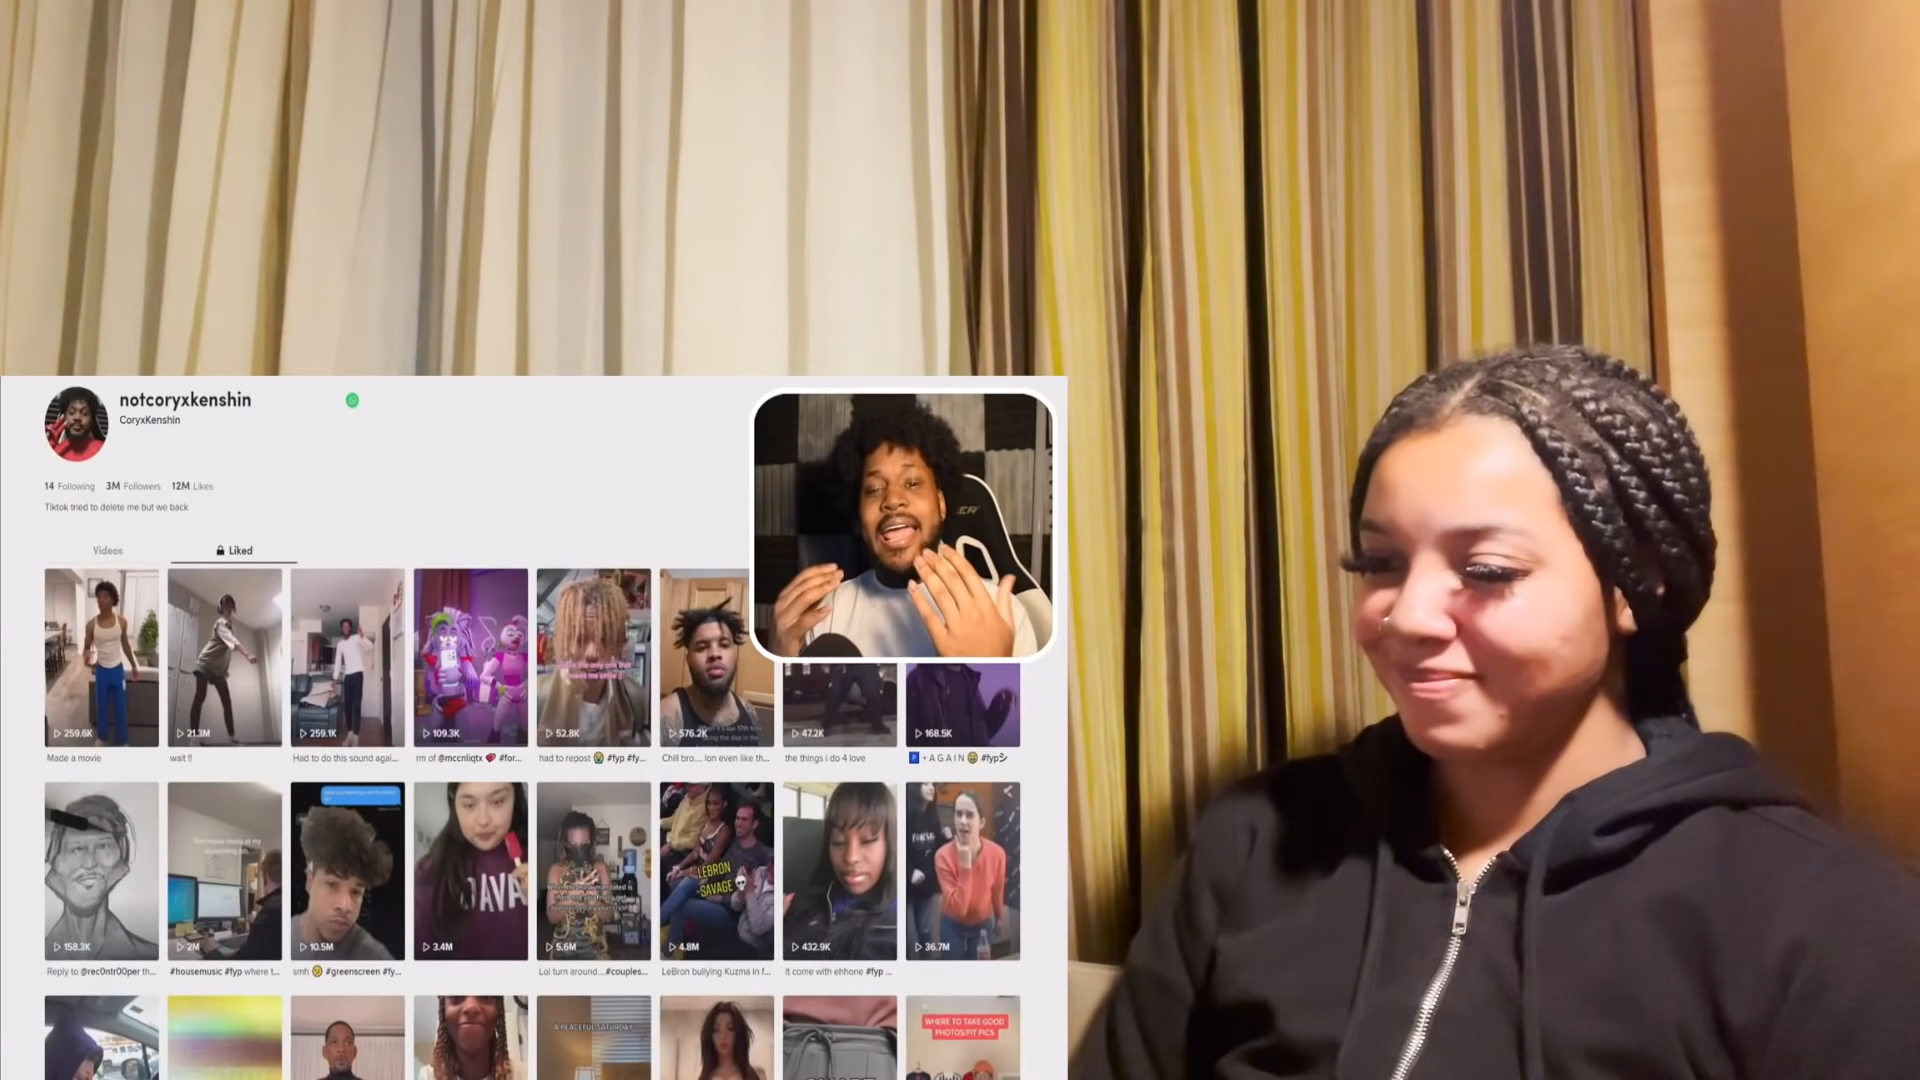 notcoryxkenshin
CoryxKenshin
14 Following 3M Followers 12M Likes
Tiktok tried to delete me but we back
Videos
Liked
259.6K
21.3M
259.1K
109.3K
52.8K
576.2K
47.2K
168.5K
Made a movie
wait !!
Had to do this sound agai...
rm of @mccnliqtx 💖 #for...
had to repost 😭 #fyp #fy...
Chill bro.... Ion even like th...
the things i do 4 love
🅿️ + A G A I N 😄 #fypシ
LEBRON
SAVAGE
158.3K
2M
10.5M
3.4M
5.6M
4.8M
432.9K
36.7M
Reply to @rec0ntr00per th...
#housemusic #fyp where t...
smh 🫡 #greenscreen #fy...
Lol turn around....#couples...
LeBron bullying Kuzma in f...
It come with ehhone #fyp ...
A PEACEFUL SATURDAY
WHERE TO TAKE GOOD
PHOTOS/FIT PICS